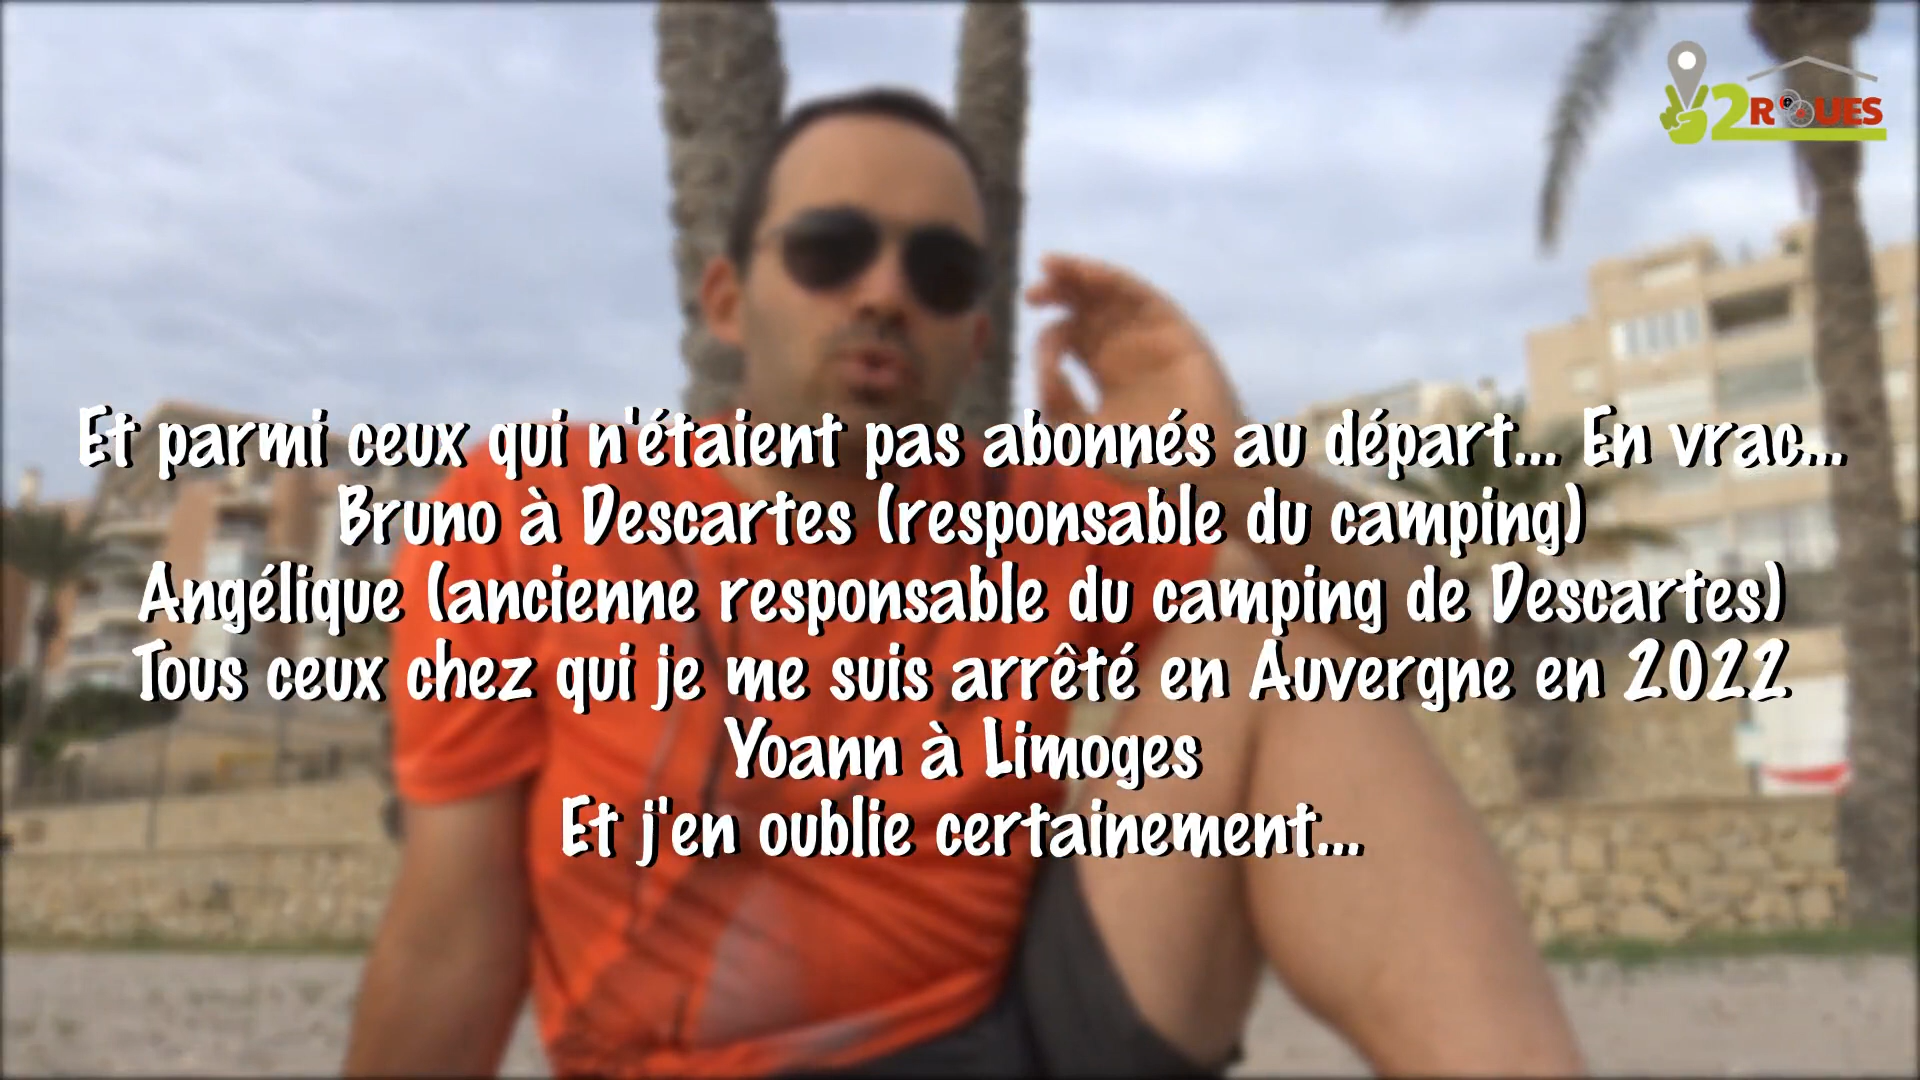 2ROUES
Et parmi ceux qui n'étaient pas abonnés au départ... En vrac...
Bruno à Descartes (responsable du camping)
Angélique (ancienne responsable du camping de Descartes)
Tous ceux chez qui je me suis arrêté en Auvergne en 2022
Yoann à Limoges
Et j'en oublie certainement...